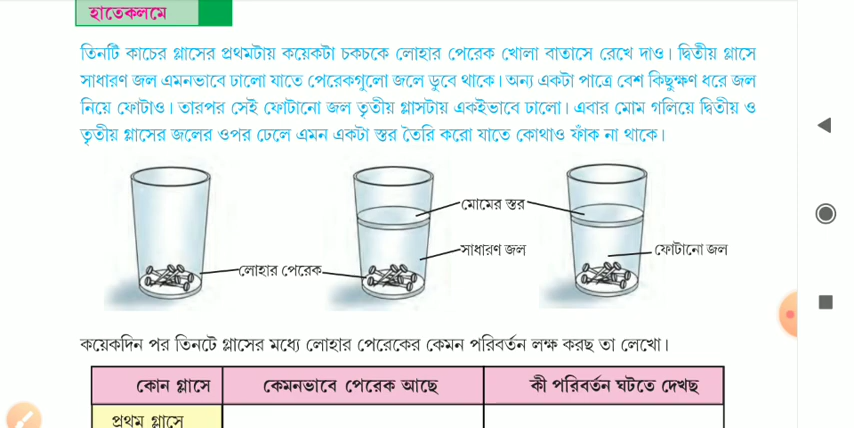 হাতেকলমে
তিনটি কাচের গ্লাসের প্রথমটায় কয়েকটা চকচকে লোহার পেরেক খোলা বাতাসে রেখে দাও। দ্বিতীয় গ্লাসে
সাধারণ জল এমনভাবে ঢালো যাতে পেরেকগুলো জলে ডুবে থাকে। অন্য একটা পাত্রে বেশ কিছুক্ষণ ধরে জল
নিয়ে ফোটাও। তারপর সেই ফোটানো জল তৃতীয় গ্লাসটায় একইভাবে ঢালো। এবার মোম গলিয়ে দ্বিতীয় ও
তৃতীয় গ্লাসের জলের ওপর ঢেলে এমন একটা স্তর তৈরি করো যাতে কোথাও ফাঁক না থাকে।
মোমের স্তর
সাধারণ জল
ফোটানো জল
লোহার পেরেক
কয়েকদিন পর তিনটে গ্লাসের মধ্যে লোহার পেরেকের কেমন পরিবর্তন লক্ষ করছ তা লেখো।
কোন গ্লাসে কেমনভাবে পেরেক আছে কী পরিবর্তন ঘটতে দেখছ
প্রথম গ্লাসে